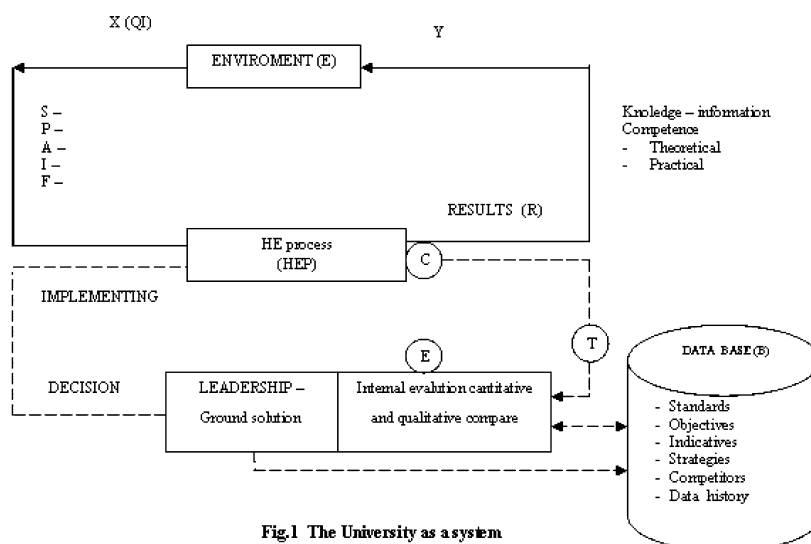 X (QI)
Y
ENVIROMENT (E)
S –
P –
A –
I –
F –
Knoledge – information
Competence
- Theoretical
- Practical
RESULTS (R)
HE process
(HEP)
C
IMPLEMENTING
T
E
DATA BASE (B)
DECISION
LEADERSHIP –
Ground solution
Internal evalution cantitative
and qualitative compare
- Standards
- Objectives
- Indicatives
- Strategies
- Competitors
- Data history
Fig.1 The University as a system